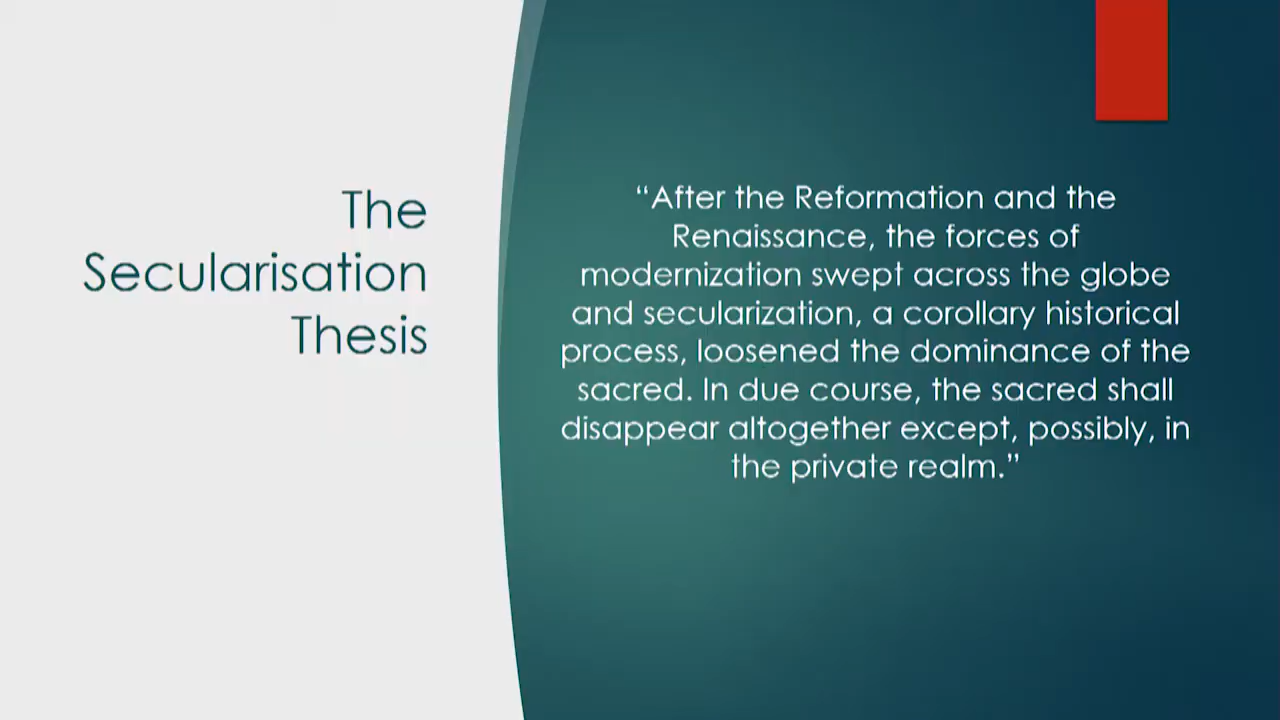 The
Secularisation
Thesis
“After the Reformation and the
Renaissance, the forces of
modernization swept across the globe
and secularization, a corollary historical
process, loosened the dominance of the
sacred. In due course, the sacred shall
disappear altogether except, possibly, in
the private realm.”